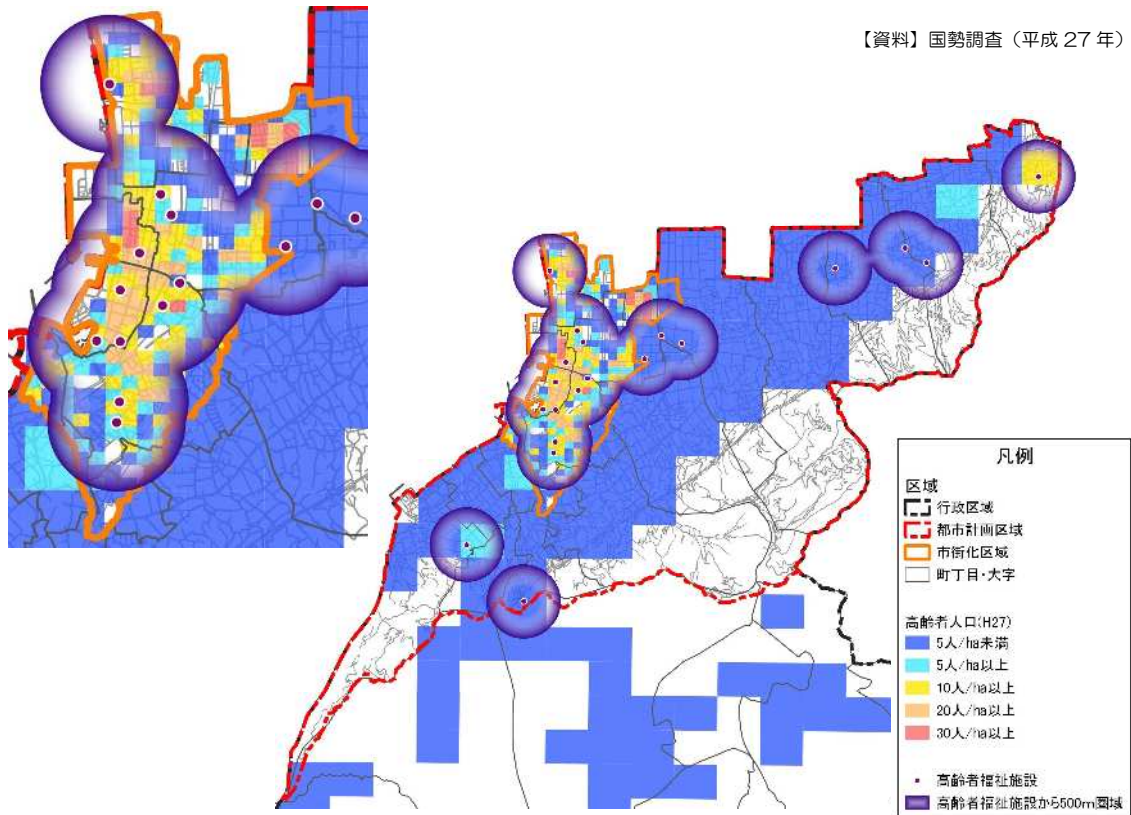 【資料】国勢調査（平成 27 年）
凡例
区域
行政区域
都市計画区域
市街化区域
町丁目・大字
高齢者人口(H27)
5人/ha未満
5人/ha以上
10人/ha以上
20人/ha以上
30人/ha以上
高齢者福祉施設
高齢者福祉施設から500m圏域